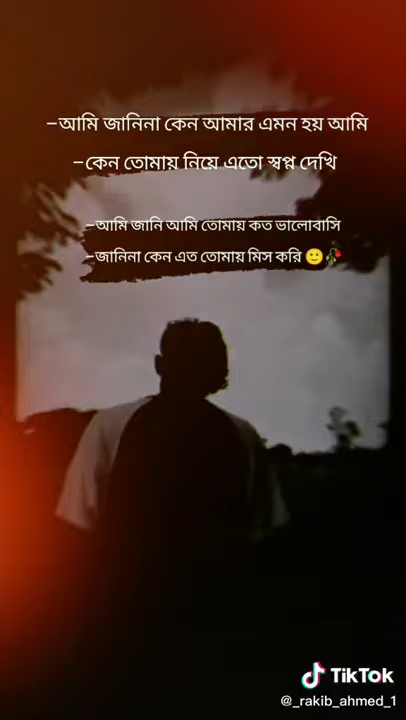 –আমি জানিনা কেন আমার এমন হয় আমি
–কেন তোমায় নিয়ে এতো স্বপ্ন দেখি
–আমি জানি আমি তোমায় কত ভালোবাসি
–জানিনা কেন এত তোমায় মিস করি 🙂🥀
TikTok
@_rakib_ahmed_1